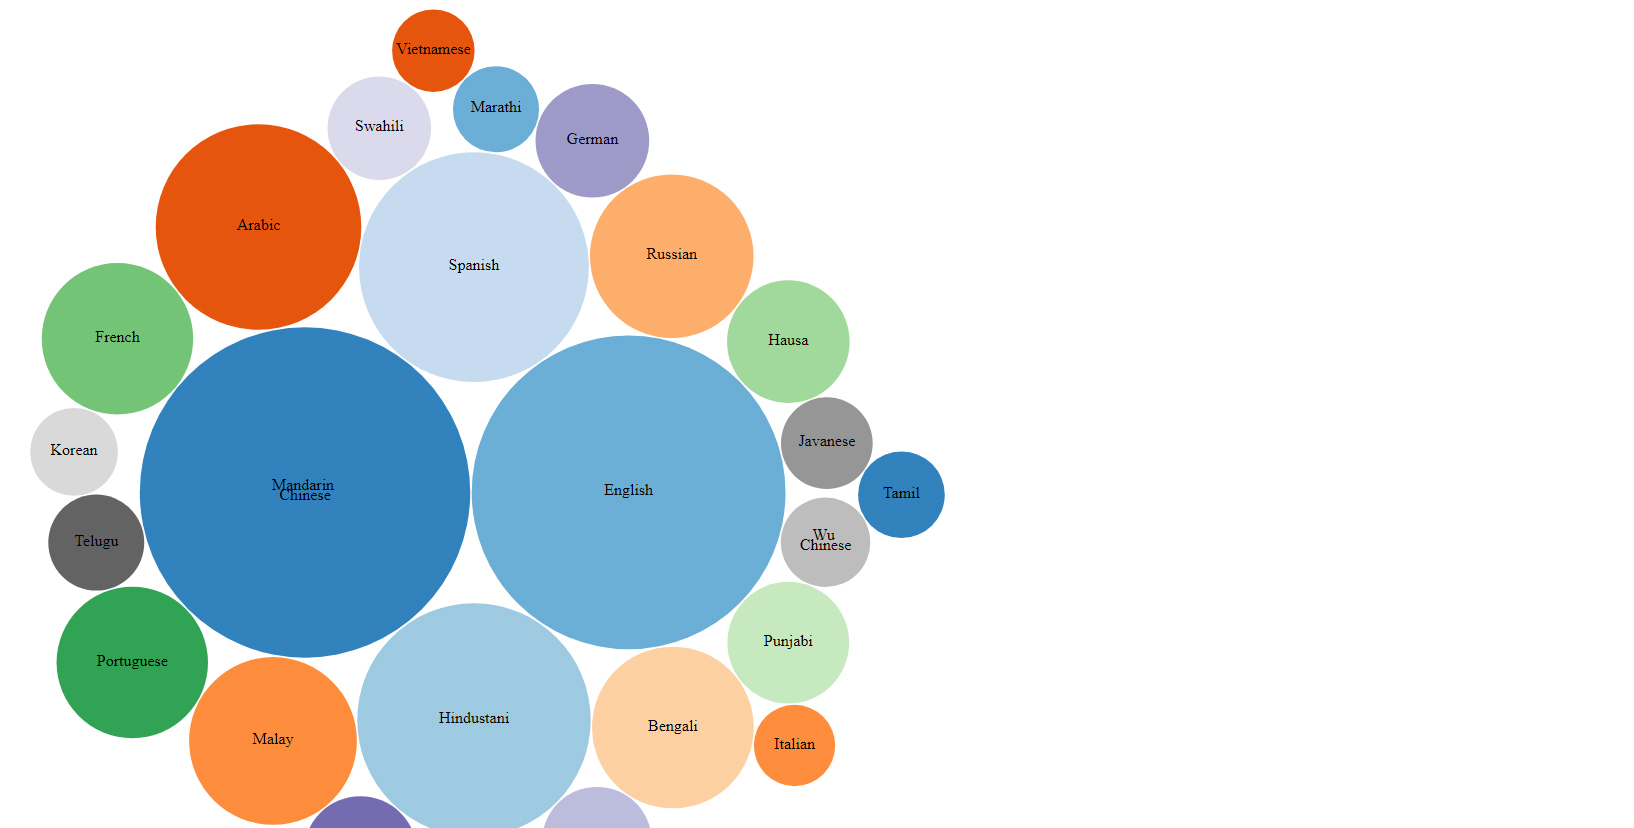 Vietnamese
Marathi
Swahili
German
Arabic
Russian
Spanish
French
Hausa
Javanese
Korean
Mandarin
Chinese
English
Tamil
Wu
Chinese
Telugu
Punjabi
Portuguese
Hindustani
Bengali
Malay
Italian